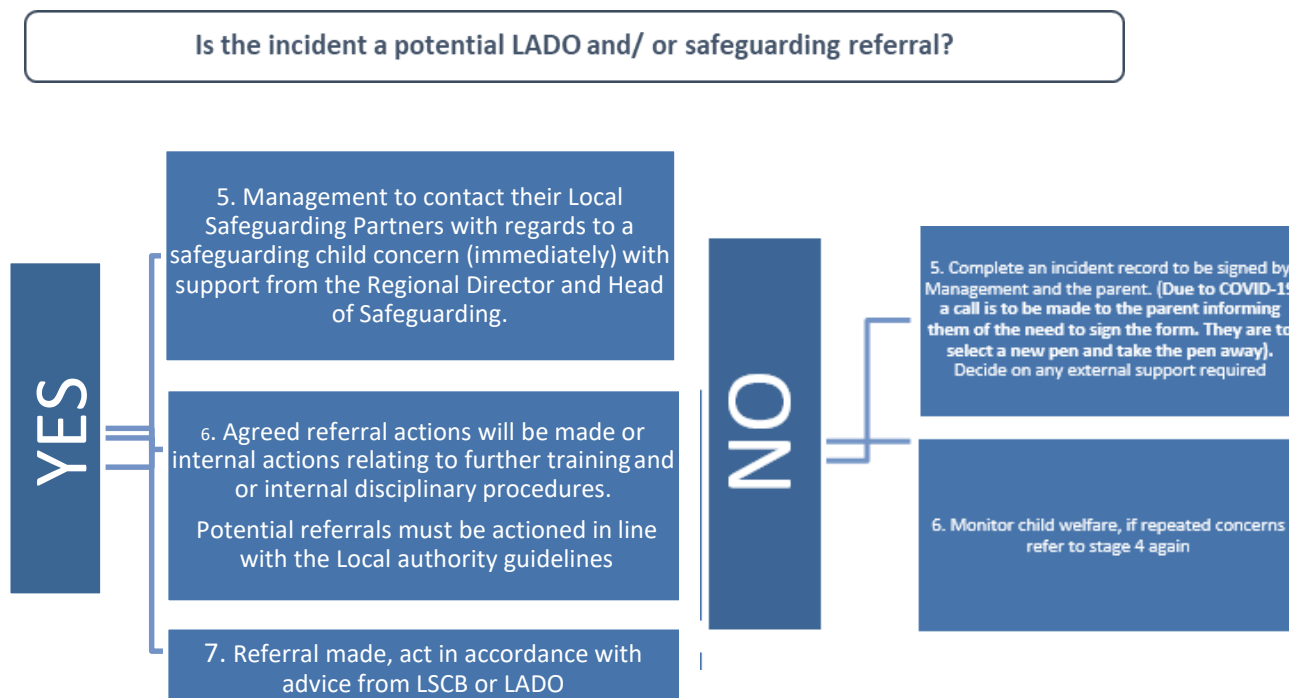 Is the incident a potential LADO and/ or safeguarding referral?
YES
5. Management to contact their Local
Safeguarding Partners with regards to a
safeguarding child concern (immediately) with
support from the Regional Director and Head
of Safeguarding.
6. Agreed referral actions will be made or
internal actions relating to further training and
or internal disciplinary procedures.
Potential referrals must be actioned in line
with the Local authority guidelines
7. Referral made, act in accordance with
advice from LSCB or LADO
NO
5. Complete an incident record to be signed by
Management and the parent. (Due to COVID-19
a call is to be made to the parent informing
them of the need to sign the form. They are to
select a new pen and take the pen away).
Decide on any external support required
6. Monitor child welfare, if repeated concerns
refer to stage 4 again